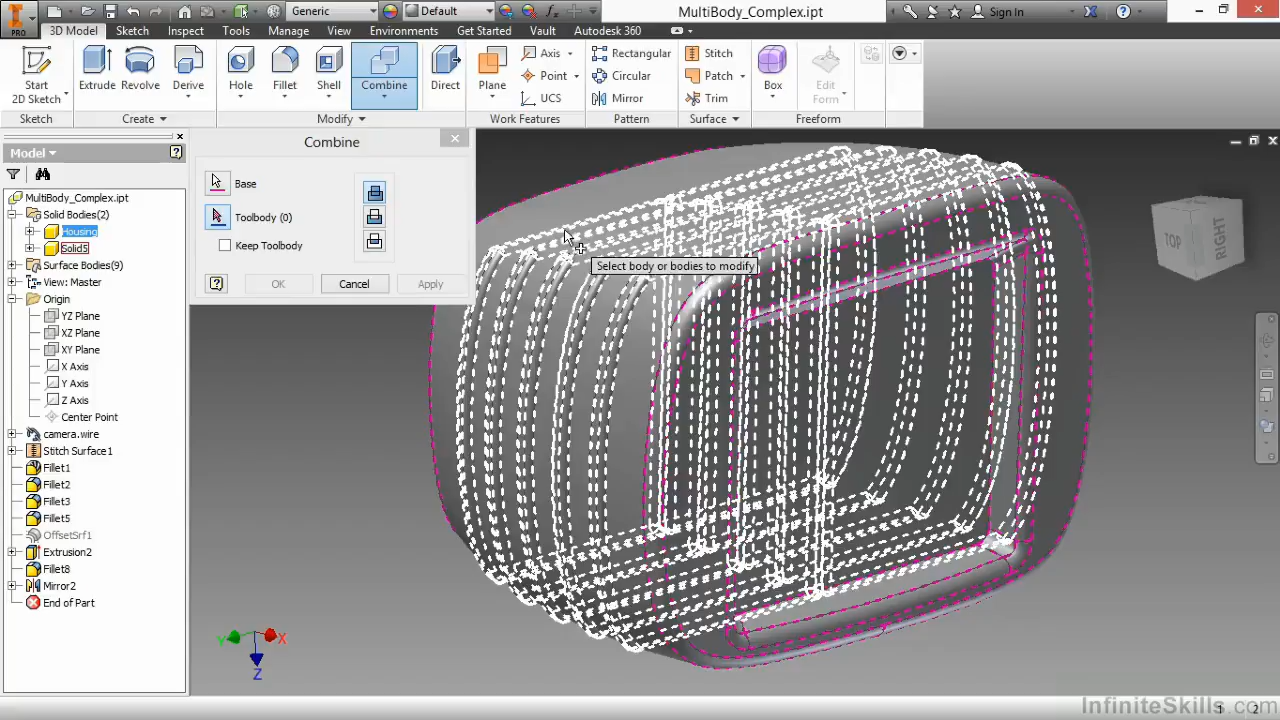 Generic
Default
MultiBody_Complex.ipt
Sign In
PRO
3D Model
Sketch
Inspect
Tools
Manage
View
Environments
Get Started
Vault
Autodesk 360
Start
2D Sketch
Extrude
Revolve
Derive
Hole
Fillet
Shell
Combine
Direct
Plane
Axis
Point
UCS
Rectangular
Circular
Mirror
Stitch
Patch
Trim
Box
Edit
Form
Sketch
Create
Modify
Work Features
Pattern
Surface
Freeform
Model
Combine
Base
Toolbody (0)
Keep Toolbody
OK
Cancel
Apply
MultiBody_Complex.ipt
Solid Bodies(2)
Housing
Solid5
Surface Bodies(9)
View: Master
Origin
YZ Plane
XZ Plane
XY Plane
X Axis
Y Axis
Z Axis
Center Point
camera.wire
Stitch Surface1
Fillet1
Fillet2
Fillet3
Fillet5
OffsetSrf1
Extrusion2
Fillet8
Mirror2
End of Part
Select body or bodies to modify
TOP
RIGHT
Y
X
Z
InfiniteSkills.com
1
2